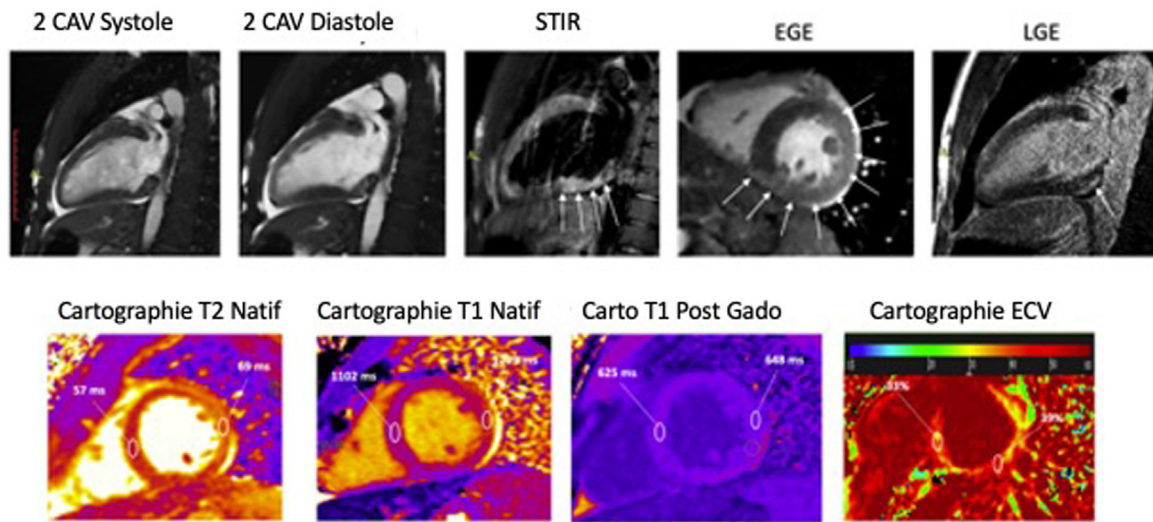 2 CAV Systole
2 CAV Diastole
STIR
EGE
LGE
Cartographie T2 Natif
Cartographie T1 Natif
Carto T1 Post Gado
Cartographie ECV
57 ms
69 ms
1102 ms
ms
625 ms
648 ms
33%
39%